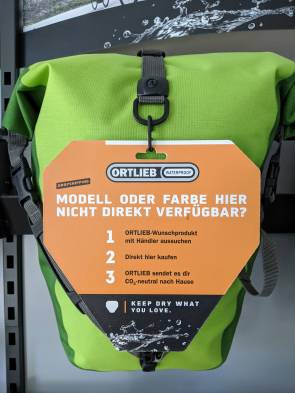 ORTLIEB WATERPROOF
DROPSHIPPING
MODELL ODER FARBE HIER
NICHT DIREKT VERFÜGBAR?
1 ORTLIEB-Wunschprodukt
mit Händler aussuchen
2 Direkt hier kaufen
3 ORTLIEB sendet es dir
CO₂-neutral nach Hause
KEEP DRY WHAT
YOU LOVE.